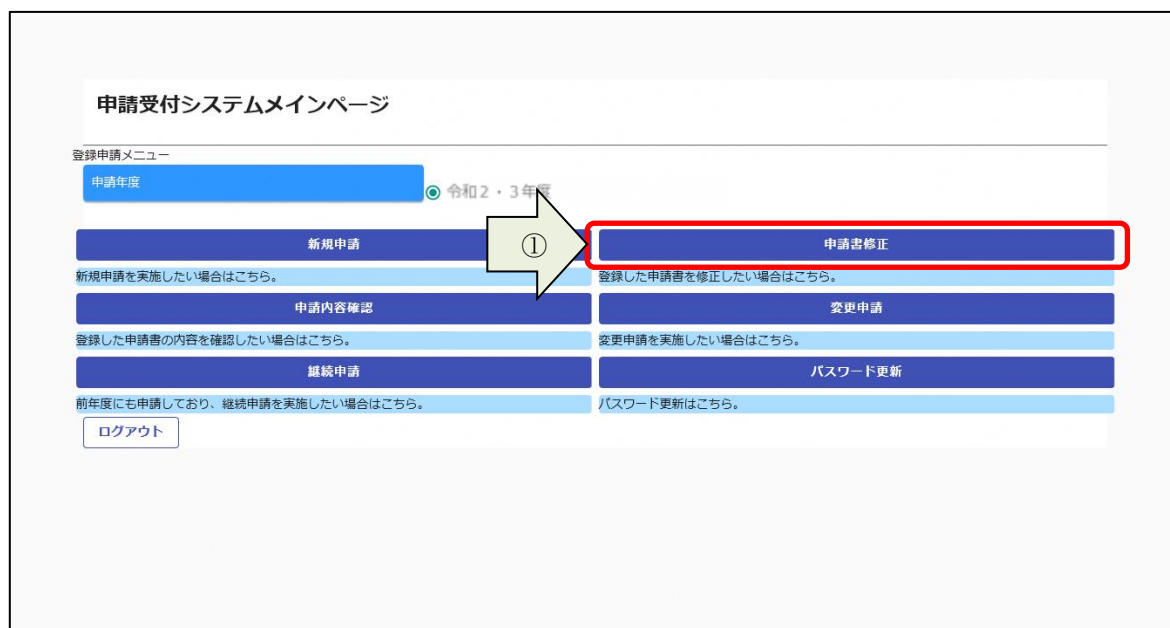 申請受付システムメインページ
登録申請メニュー
申請年度
令和2・3年度
新規申請
①
申請書修正
新規申請を実施したい場合はこちら。
登録した申請書を修正したい場合はこちら。
申請内容確認
変更申請
登録した申請書の内容を確認したい場合はこちら。
変更申請を実施したい場合はこちら。
継続申請
パスワード更新
前年度にも申請しており、継続申請を実施したい場合はこちら。
パスワード更新はこちら。
ログアウト